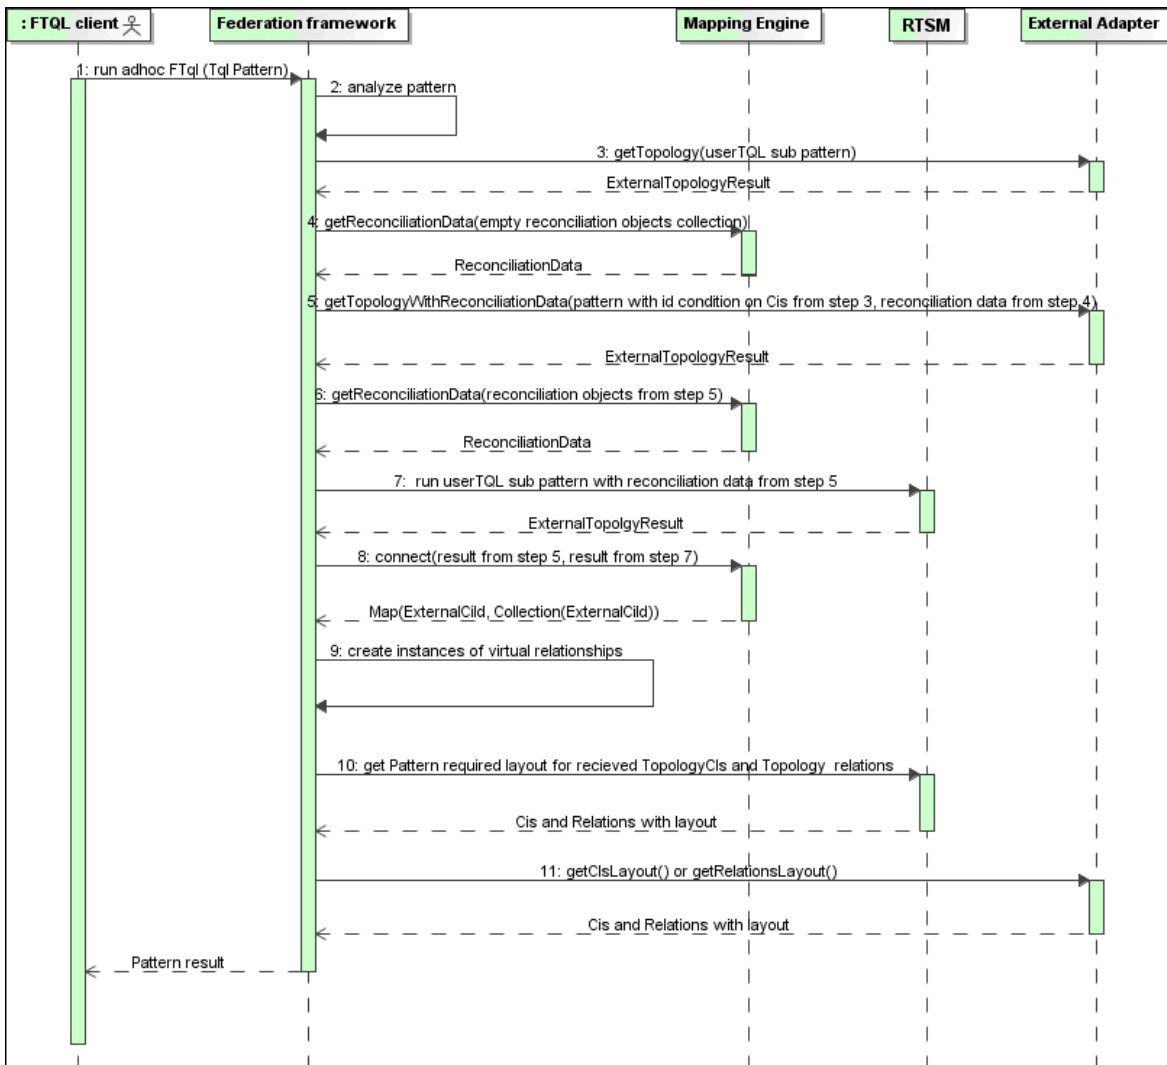 : FTQL client
Federation framework
Mapping Engine
RTSM
External Adapter
1: run adhoc FTql (Tql Pattern)
2: analyze pattern
3: getTopology(userTQL sub pattern)
ExternalTopologyResult
4: getReconciliationData(empty reconciliation objects collection)
ReconciliationData
5: getTopologyWithReconciliationData(pattern with id condition on Cis from step 3, reconciliation data from step 4)
ExternalTopologyResult
6: getReconciliationData(reconciliation objects from step 5)
ReconciliationData
7: run userTQL sub pattern with reconciliation data from step 5
ExternalTopolgyResult
8: connect(result from step 5, result from step 7)
Map(ExternalCiId, Collection(ExternalCiId))
9: create instances of virtual relationships
10: get Pattern required layout for recieved TopologyCIs and Topology relations
Cis and Relations with layout
11: getCIsLayout() or getRelationsLayout()
Cis and Relations with layout
Pattern result